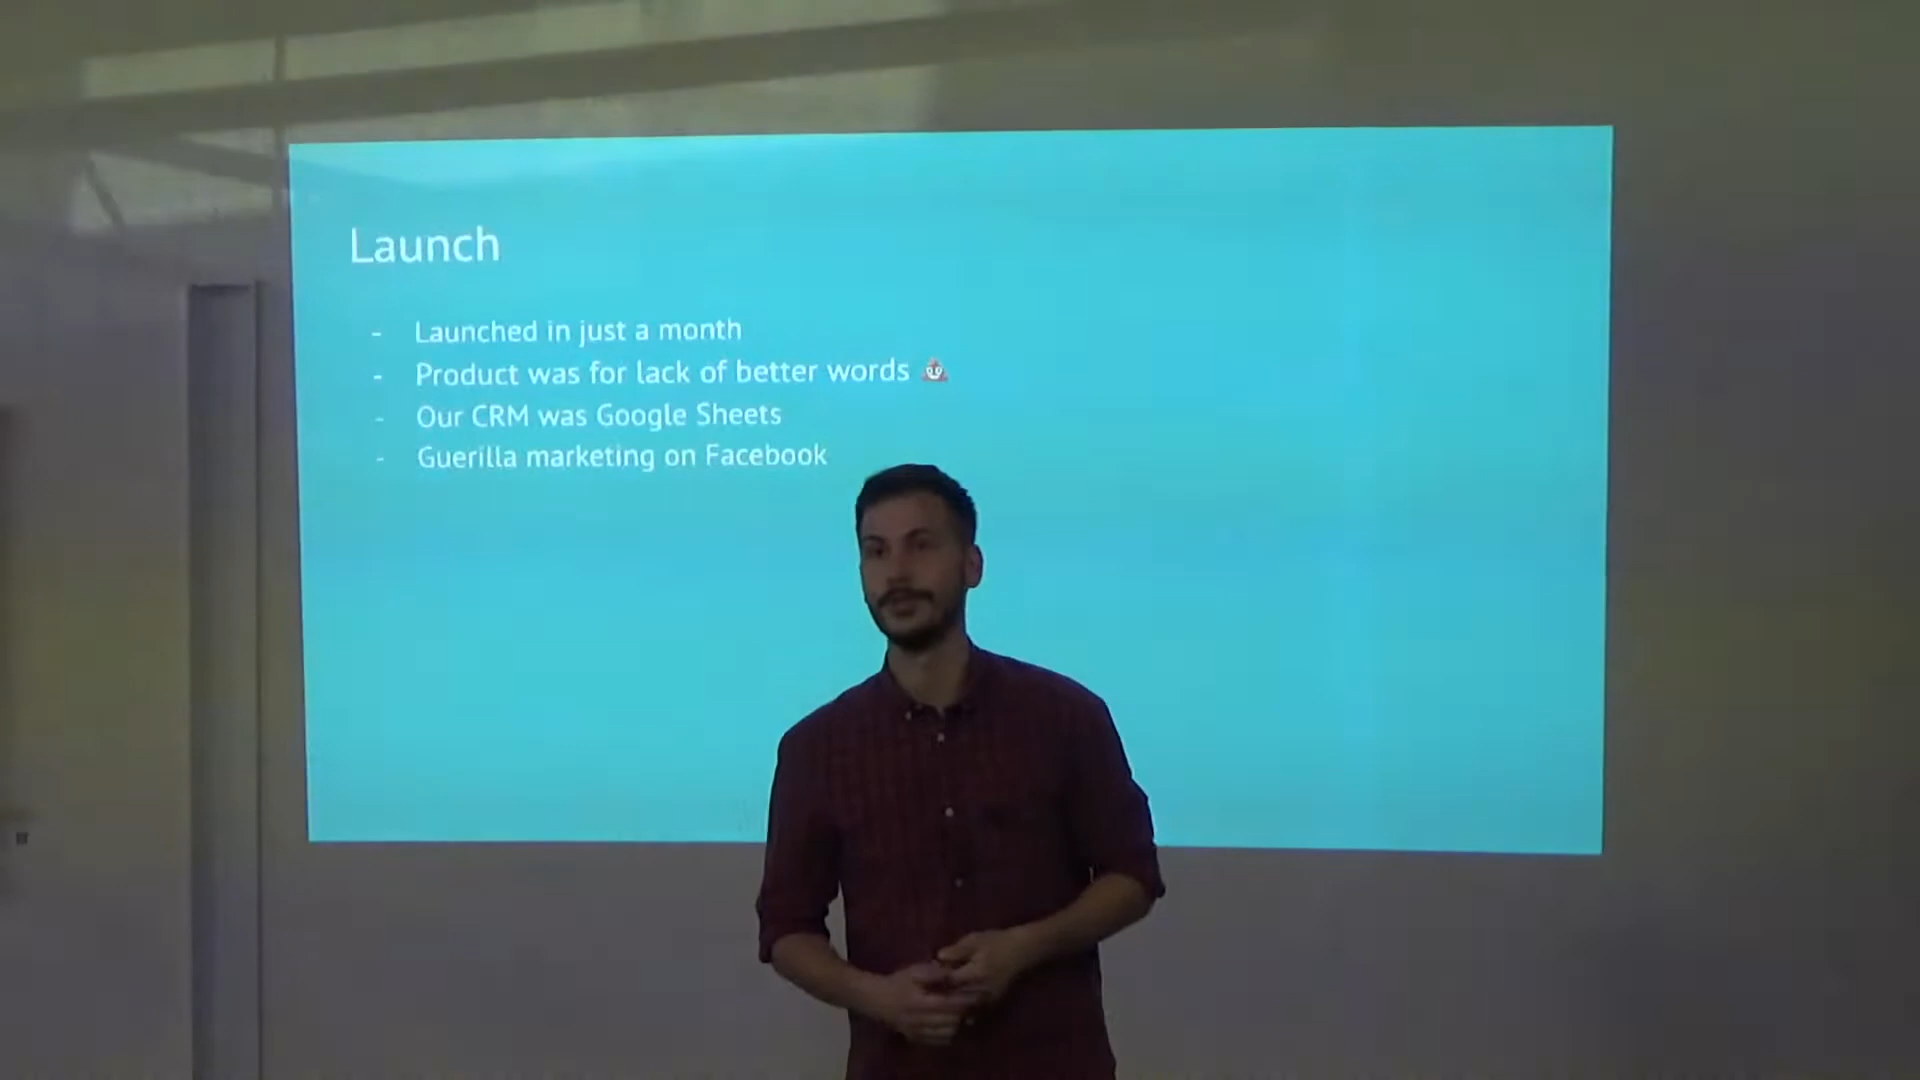 Launch
- Launched in just a month
- Product was for lack of better words 💩
- Our CRM was Google Sheets
- Guerilla marketing on Facebook